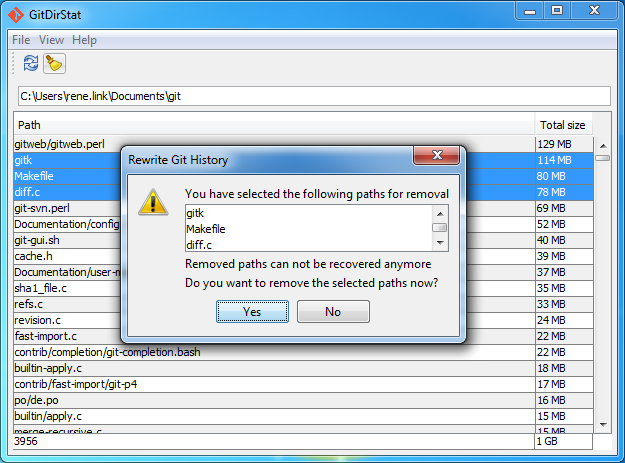 GitDirStat
File View Help
C:\Users\rene.link\Documents\git
Path Total size
gitweb/gitweb.perl 129 MB
gitk 114 MB
Makefile 80 MB
diff.c 78 MB
git-svn.perl 69 MB
Documentation/config 52 MB
git-gui.sh 40 MB
cache.h 39 MB
Documentation/user-m 37 MB
sha1_file.c 35 MB
refs.c 33 MB
revision.c 24 MB
fast-import.c 22 MB
contrib/completion/git-completion.bash 22 MB
builtin-apply.c 18 MB
contrib/fast-import/git-p4 17 MB
po/de.po 16 MB
builtin/apply.c 15 MB
merge-recursive.c 15 MB
3956 1 GB
Rewrite Git History
You have selected the following paths for removal
gitk
Makefile
diff.c
Removed paths can not be recovered anymore
Do you want to remove the selected paths now?
Yes No